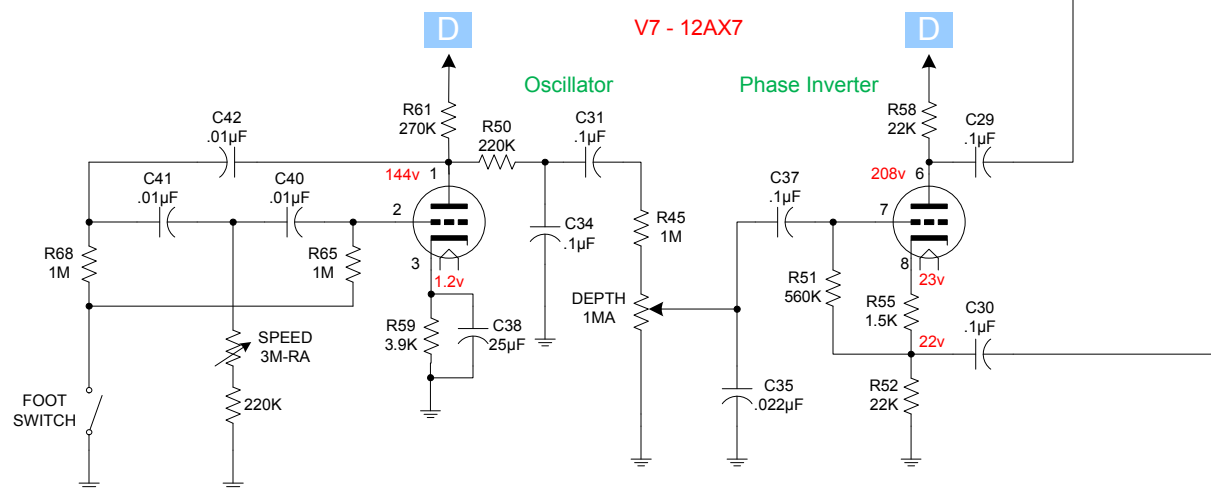 D
V7 - 12AX7
D
Oscillator
Phase Inverter
C42
.01µF
R61
270K
R50
220K
C31
.1µF
R58
22K
C29
.1µF
144v
1
208v
6
C41
.01µF
C40
.01µF
2
C37
.1µF
7
R68
1M
R65
1M
3
1.2v
C34
.1µF
R45
1M
R51
560K
8
23v
R55
1.5K
DEPTH
1MA
R59
3.9K
C38
25µF
SPEED
3M-RA
22v
C30
.1µF
FOOT
SWITCH
220K
C35
.022µF
R52
22K